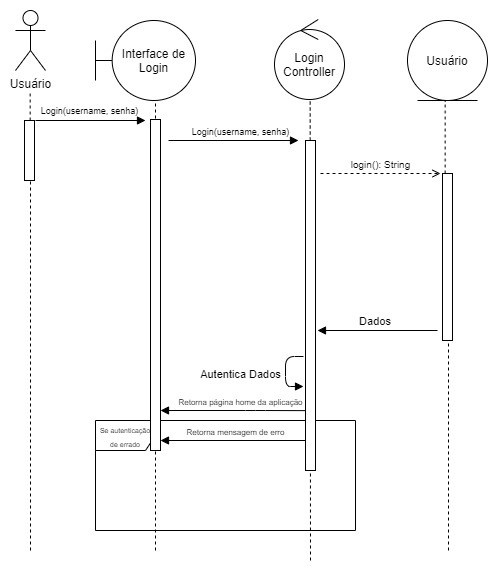 Usuário
Interface de
Login
Login
Controller
Usuário
Login(username, senha)
Login(username, senha)
login(): String
Dados
Autentica Dados
Retorna página home da aplicação
Se autenticação
de errado
Retorna mensagem de erro